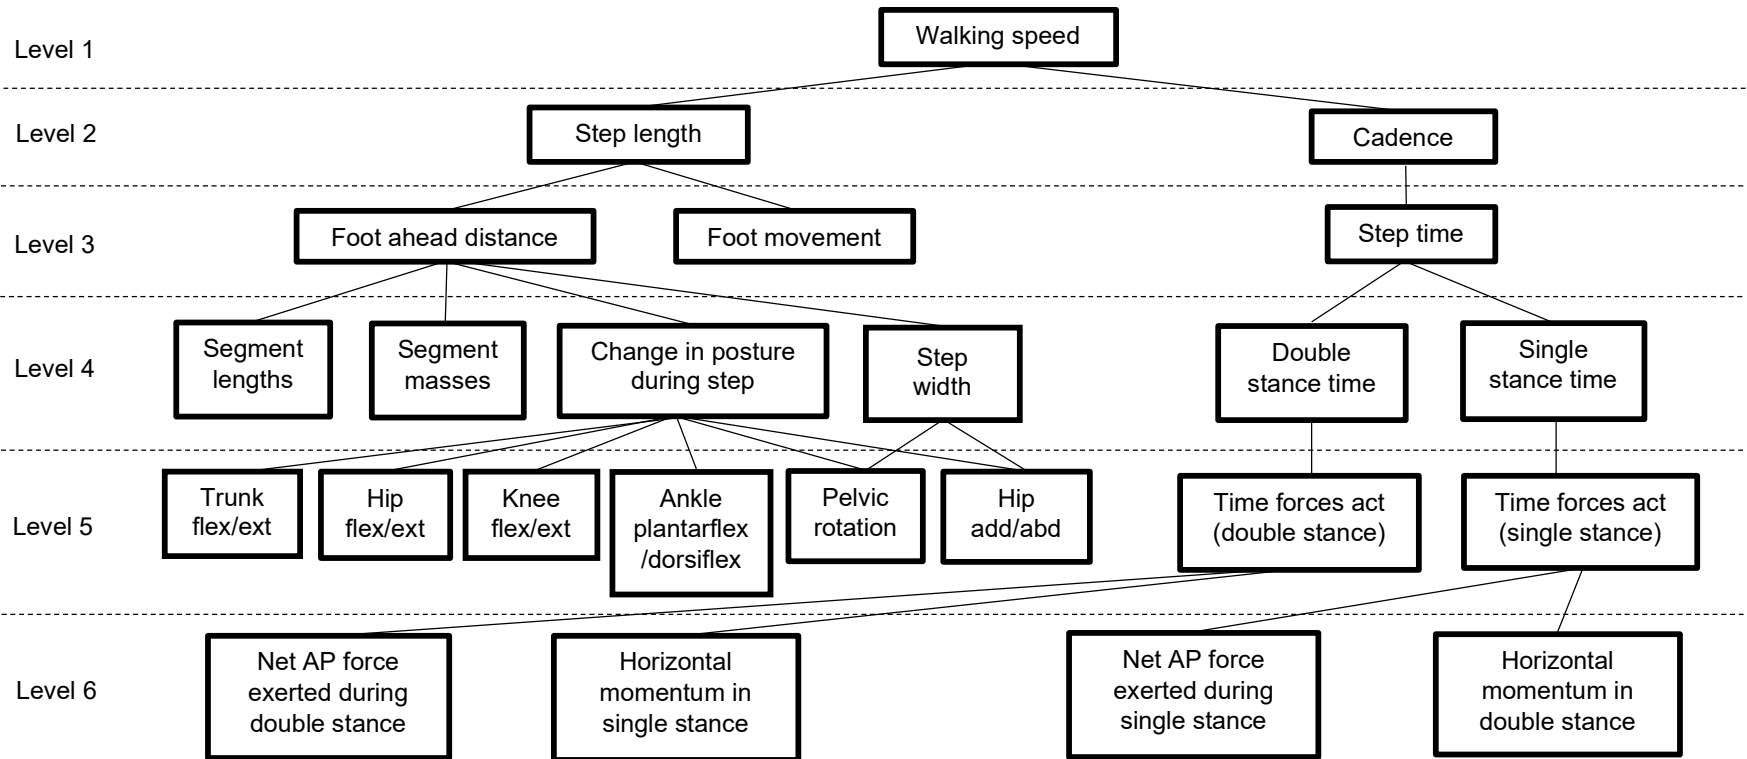 Level 1
Walking speed
Level 2
Step length
Cadence
Level 3
Foot ahead distance
Foot movement
Step time
Level 4
Segment
lengths
Segment
masses
Change in posture
during step
Step
width
Double
stance time
Single
stance time
Level 5
Trunk
flex/ext
Hip
flex/ext
Knee
flex/ext
Ankle
plantarflex
/dorsiflex
Pelvic
rotation
Hip
add/abd
Time forces act
(double stance)
Time forces act
(single stance)
Level 6
Net AP force
exerted during
double stance
Horizontal
momentum in
single stance
Net AP force
exerted during
single stance
Horizontal
momentum in
double stance